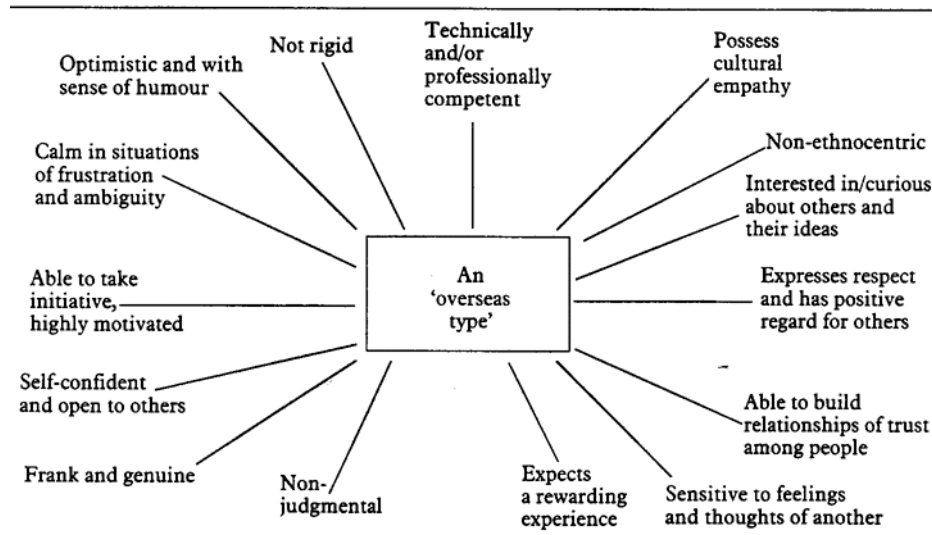 Optimistic and with
sense of humour
Not rigid
Technically
and/or
professionally
competent
Possess
cultural
empathy
Calm in situations
of frustration
and ambiguity
Non-ethnocentric
Interested in/curious
about others and
their ideas
Able to take
initiative,
highly motivated
An
‘overseas
type’
Expresses respect
and has positive
regard for others
Self-confident
and open to others
Able to build
relationships of trust
among people
Frank and genuine
Non-
judgmental
Expects
a rewarding
experience
Sensitive to feelings
and thoughts of another